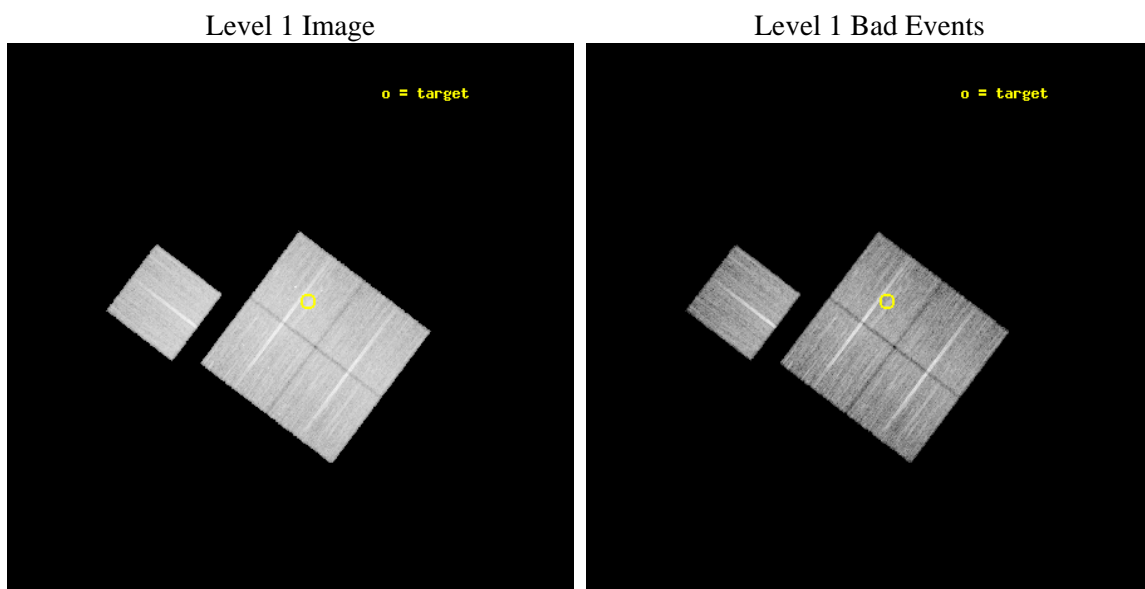 Level 1 Image
Level 1 Bad Events
o = target
o = target